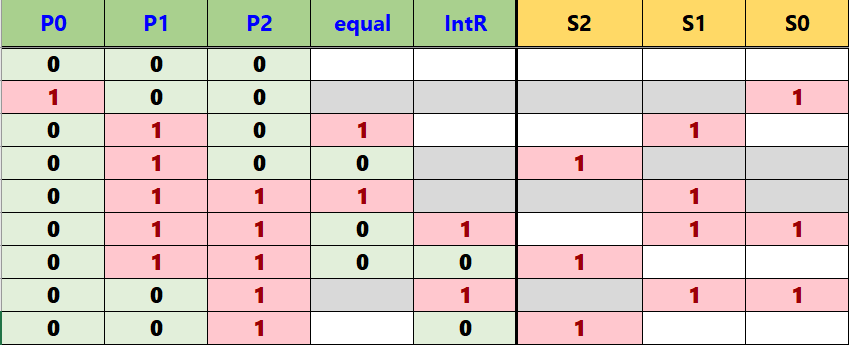 P0 P1 P2 equal IntR S2 S1 S0
0 0 0
1 0 0 1
0 1 0 1 1
0 1 0 0 1
0 1 1 1 1
0 1 1 0 1 1 1
0 1 1 0 0 1
0 0 1 1 1 1
0 0 1 0 1